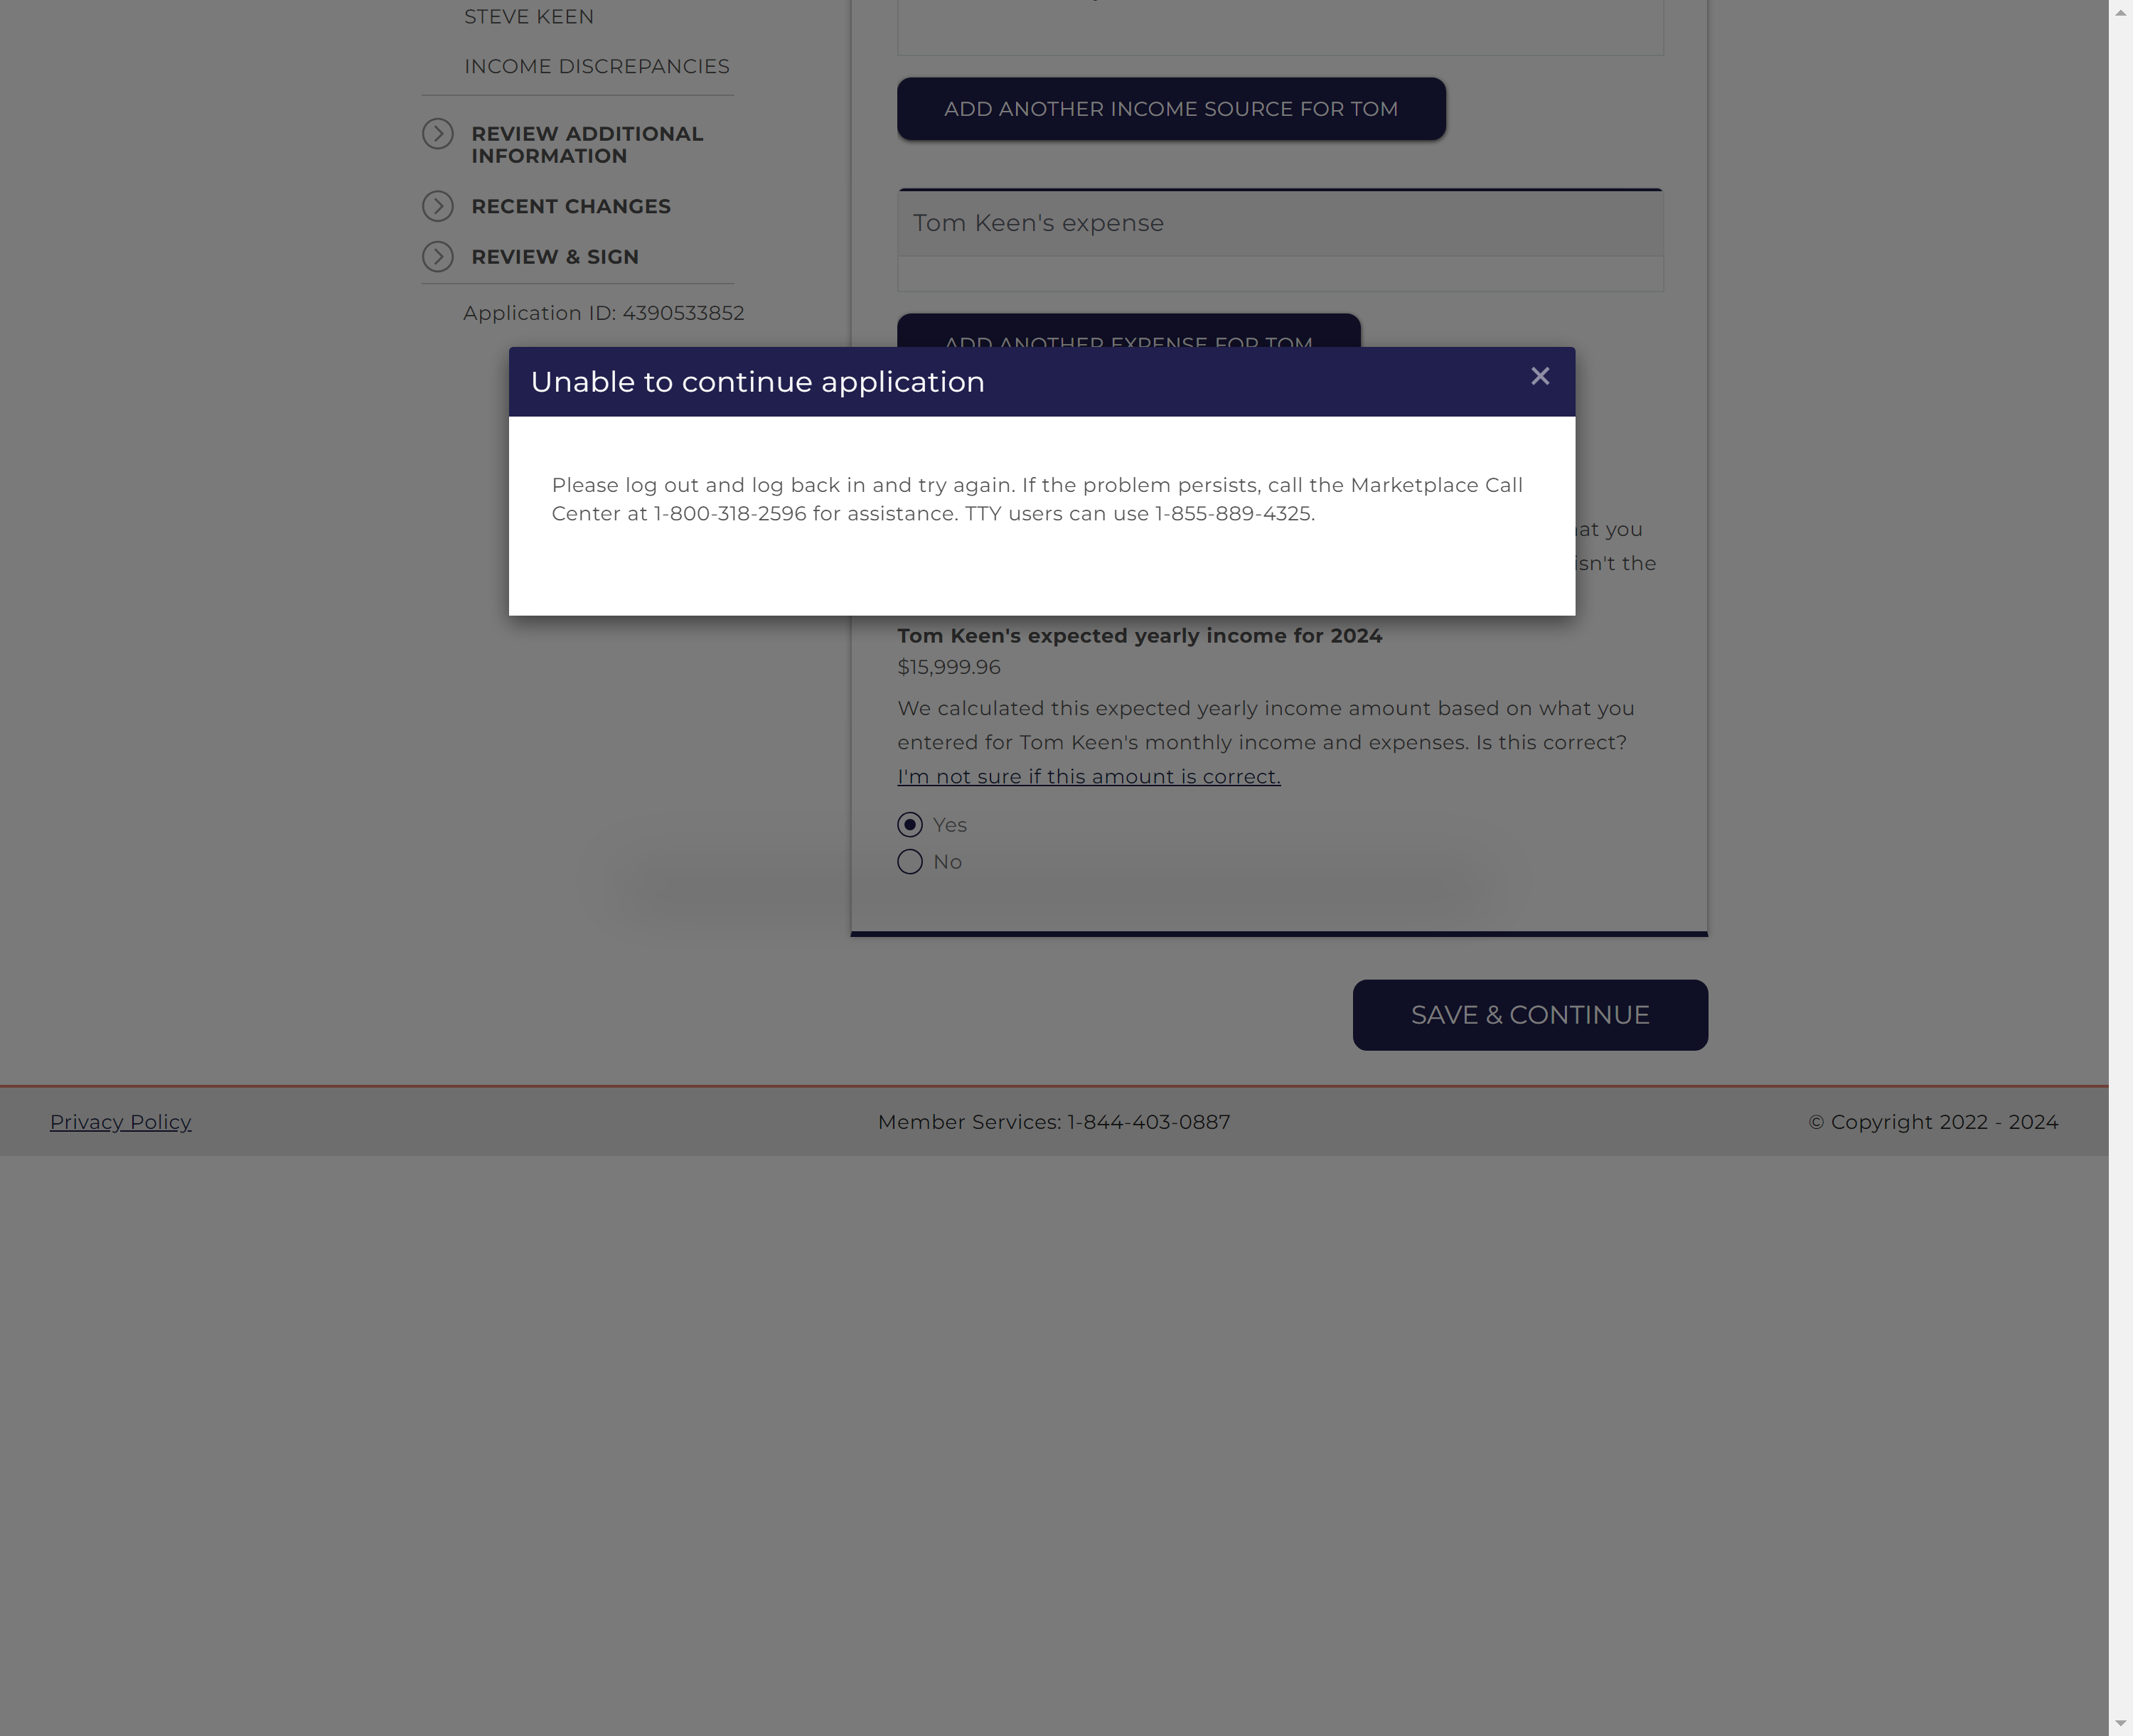 STEVE KEEN
INCOME DISCREPANCIES
REVIEW ADDITIONAL
INFORMATION
RECENT CHANGES
REVIEW & SIGN
Application ID: 4390533852
ADD ANOTHER INCOME SOURCE FOR TOM
Tom Keen's expense
ADD ANOTHER EXPENSE FOR TOM
Unable to continue application
×
Please log out and log back in and try again. If the problem persists, call the Marketplace Call
Center at 1-800-318-2596 for assistance. TTY users can use 1-855-889-4325.
you
isn't the
Tom Keen's expected yearly income for 2024
$15,999.96
We calculated this expected yearly income amount based on what you
entered for Tom Keen's monthly income and expenses. Is this correct?
I'm not sure if this amount is correct.
Yes
No
SAVE & CONTINUE
Privacy Policy
Member Services: 1-844-403-0887
© Copyright 2022 - 2024